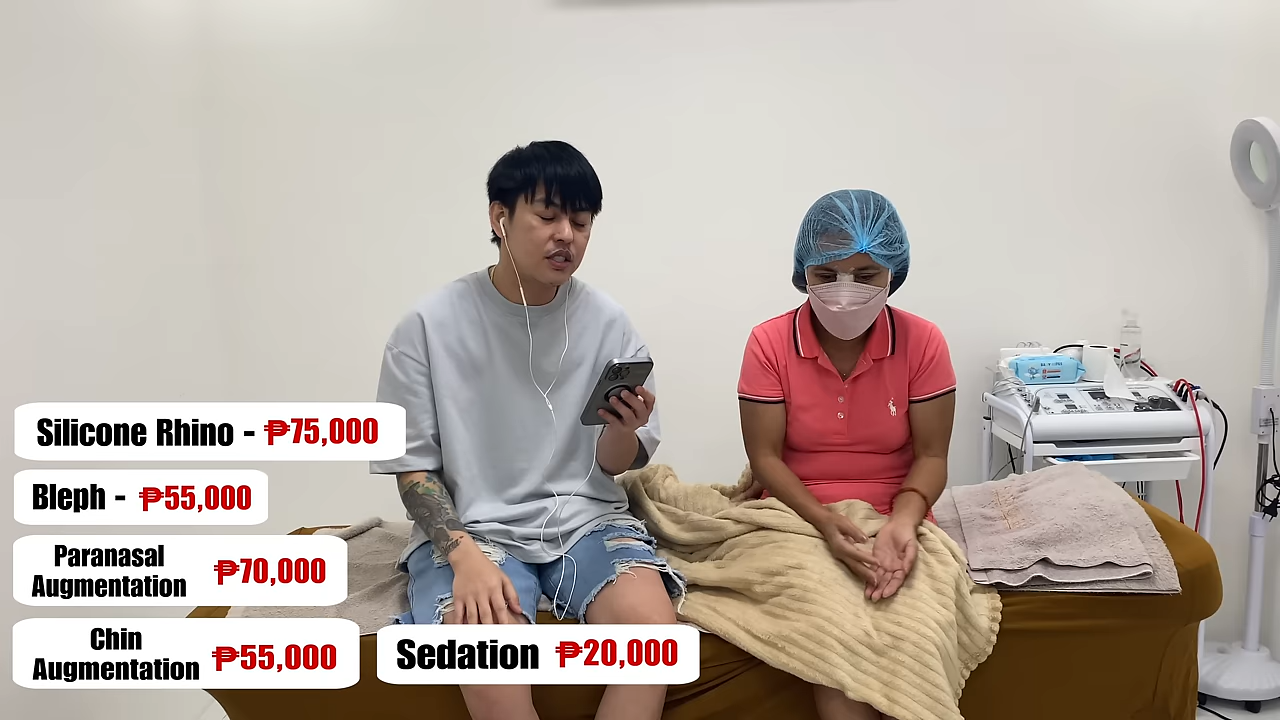 Silicone Rhino - ₱75,000
Bleph - ₱55,000
Paranasal
Augmentation ₱70,000
Chin
Augmentation ₱55,000
Sedation ₱20,000